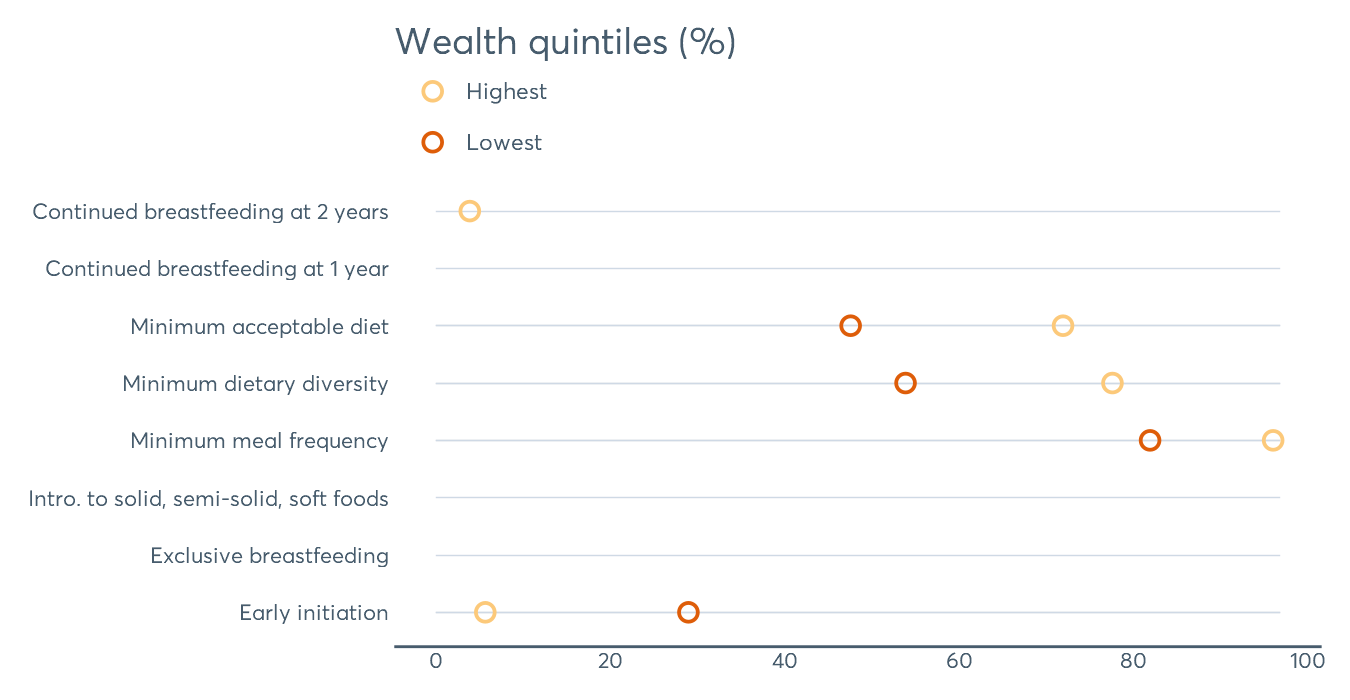 Wealth quintiles (%)
Highest
Lowest
Continued breastfeeding at 2 years
Continued breastfeeding at 1 year
Minimum acceptable diet
Minimum dietary diversity
Minimum meal frequency
Intro. to solid, semi-solid, soft foods
Exclusive breastfeeding
Early initiation
0 20 40 60 80 100